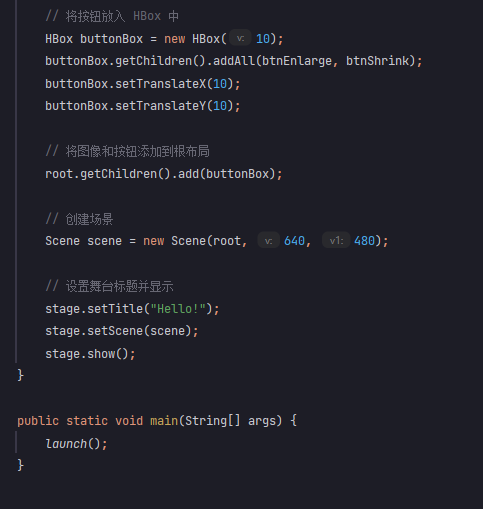 // 将按钮放入 HBox 中
HBox buttonBox = new HBox( v: 10);
buttonBox.getChildren().addAll(btnEnlarge, btnShrink);
buttonBox.setTranslateX(10);
buttonBox.setTranslateY(10);
// 将图像和按钮添加到根布局
root.getChildren().add(buttonBox);
// 创建场景
Scene scene = new Scene(root, v: 640, v1: 480);
// 设置舞台标题并显示
stage.setTitle("Hello!");
stage.setScene(scene);
stage.show();
}
public static void main(String[] args) {
launch();
}